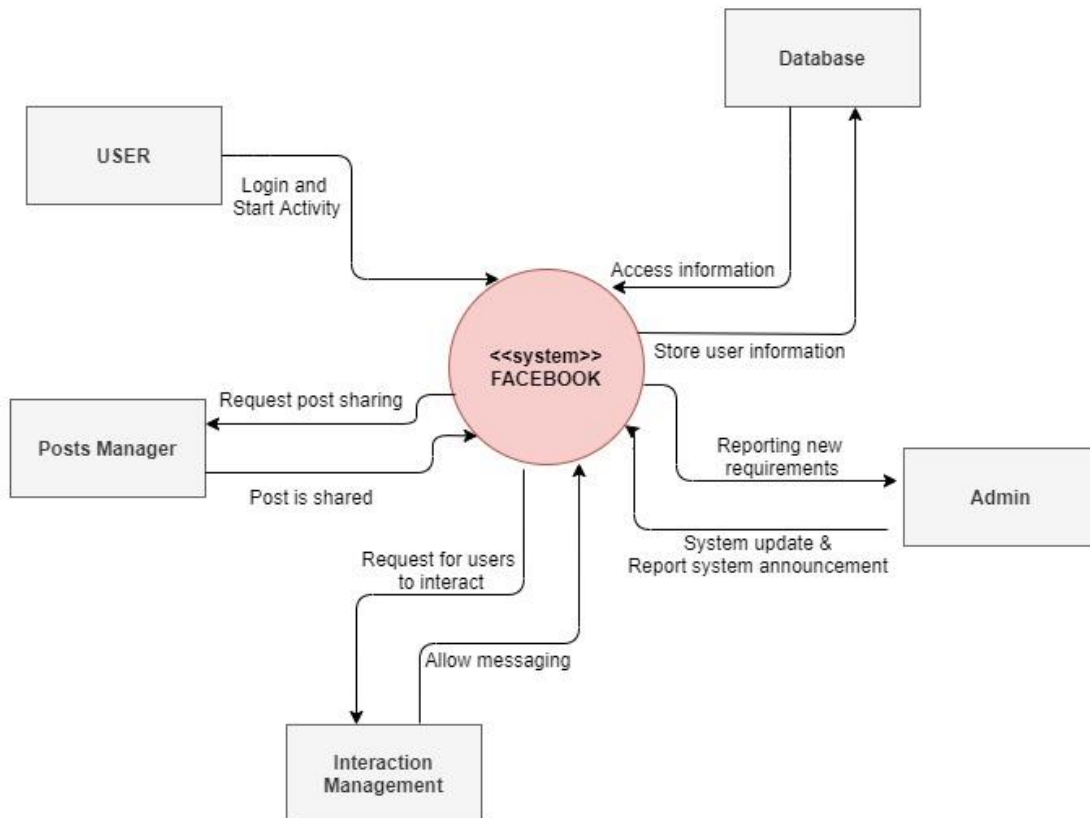 Database
USER
Login and
Start Activity
Access information
<<system>>
FACEBOOK
Store user information
Request post sharing
Posts Manager
Post is shared
Reporting new
requirements
Admin
System update &
Report system announcement
Request for users
to interact
Allow messaging
Interaction
Management